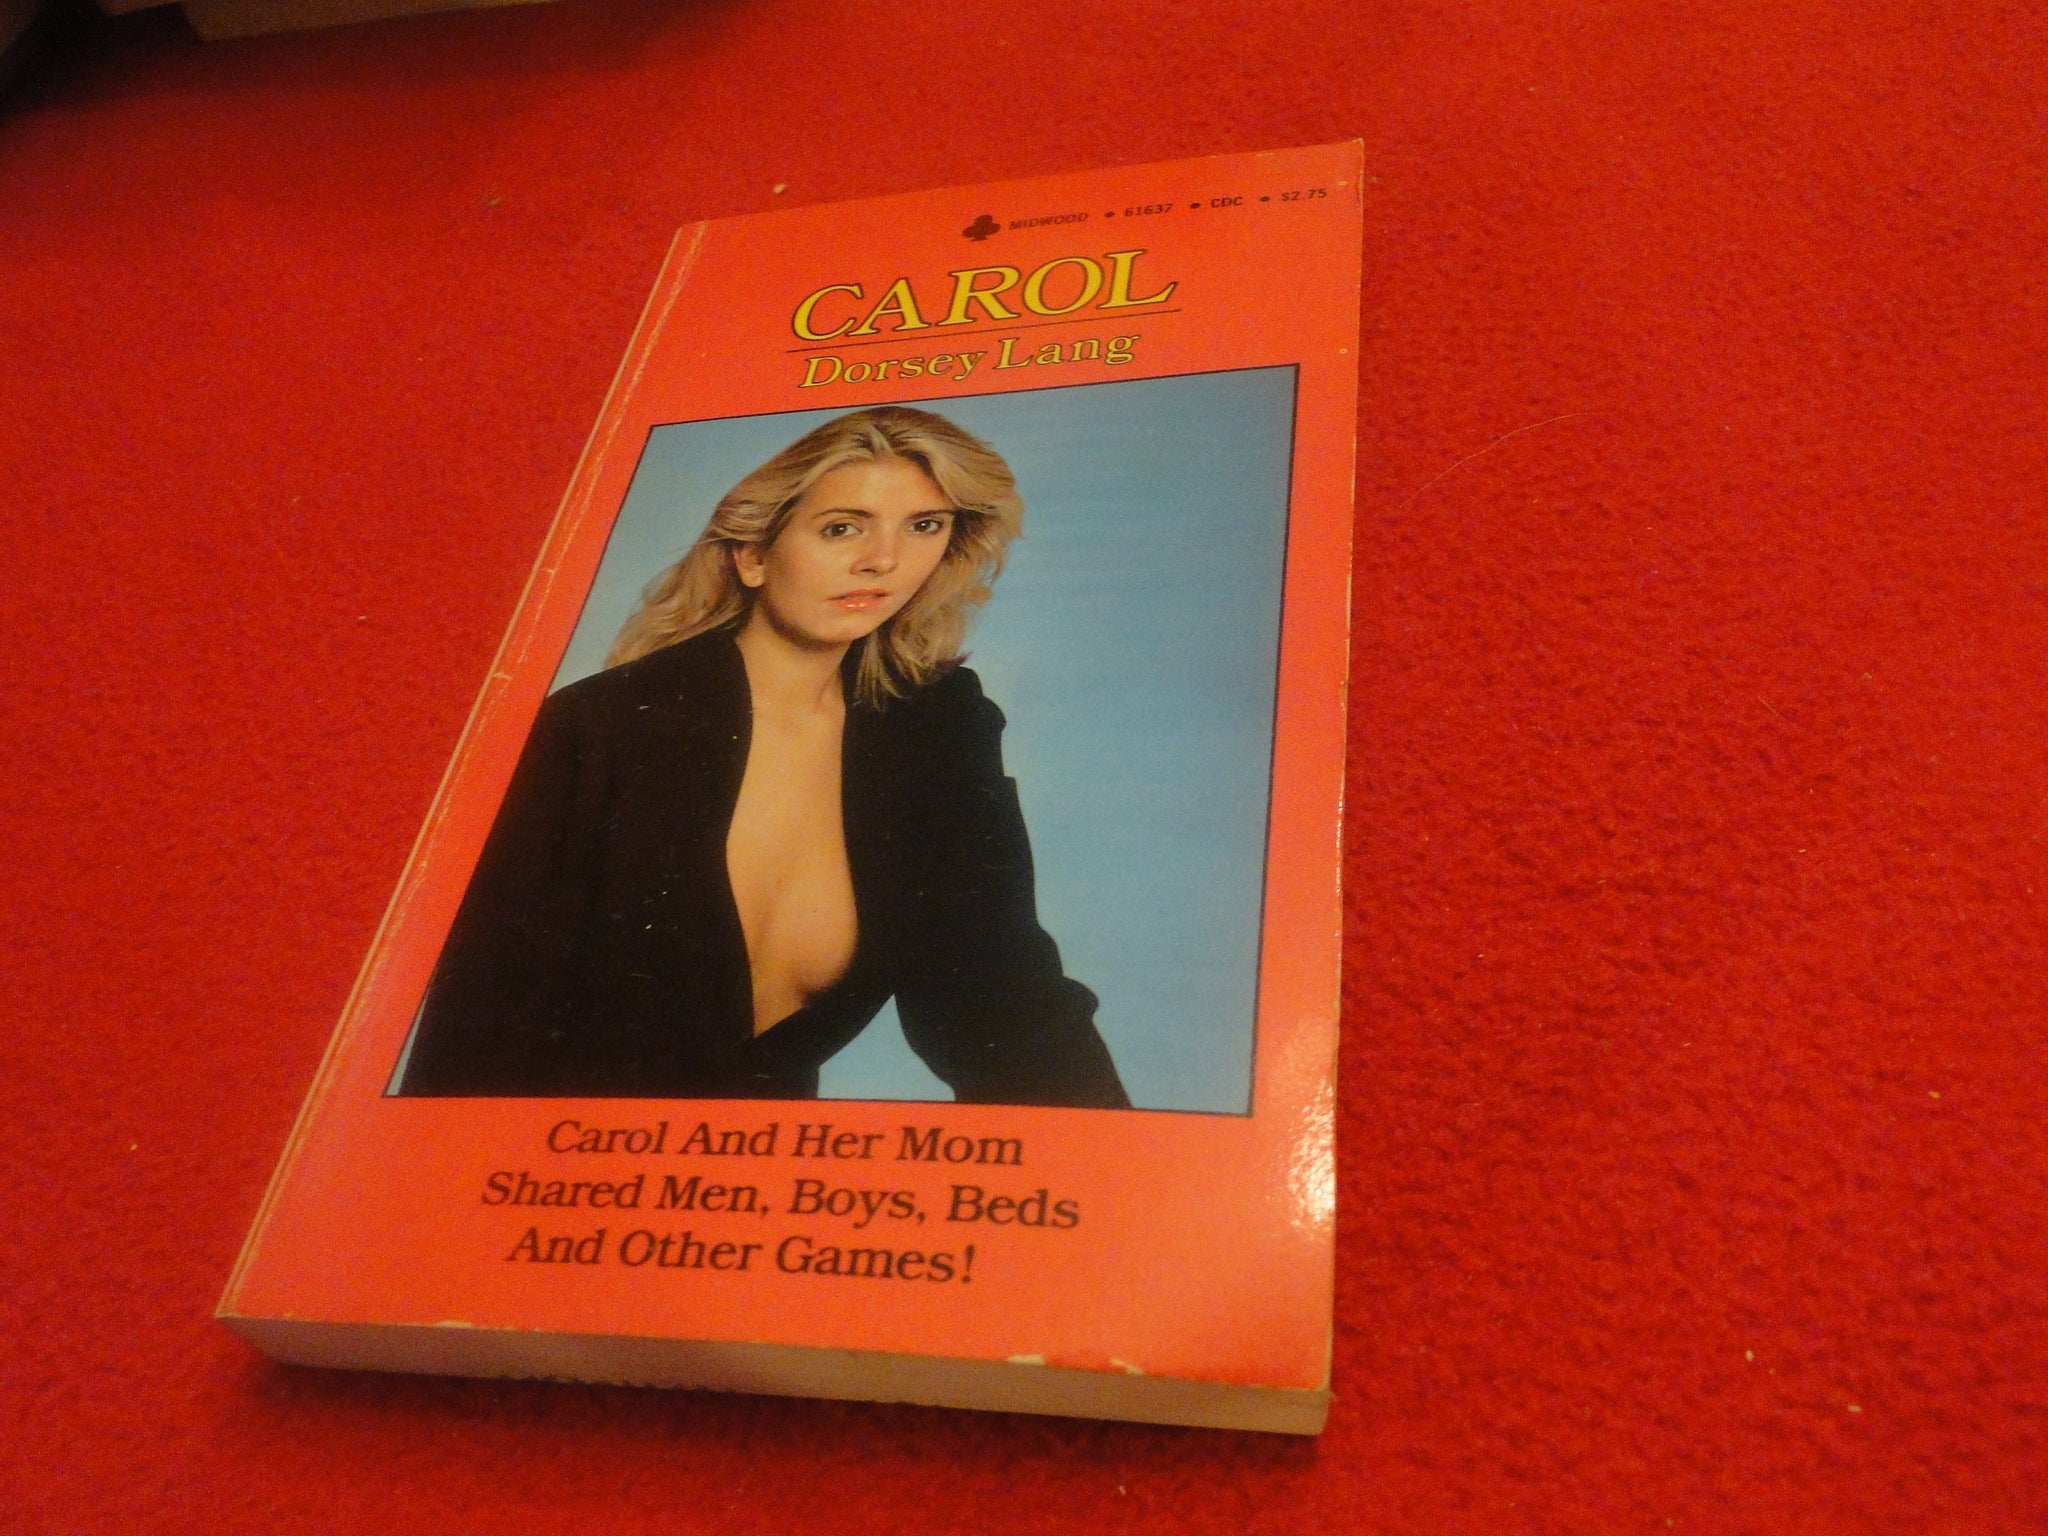 MIDWOOD • 61637 • CDC • $2.75
CAROL
Dorsey Lang
Carol And Her Mom
Shared Men, Boys, Beds
And Other Games!